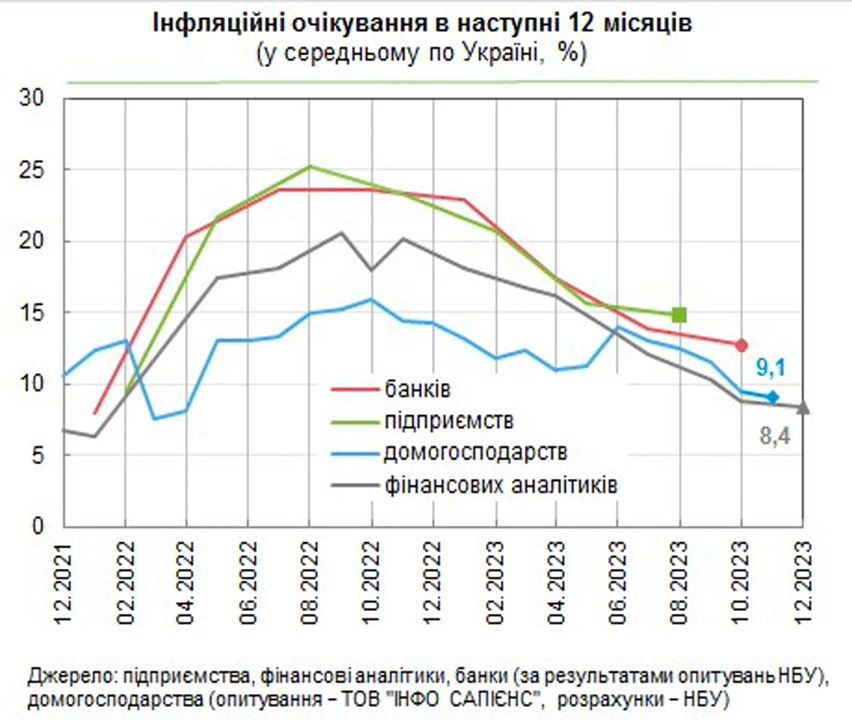 Інфляційні очікування в наступні 12 місяців
(у середньому по Україні, %)
30
25
20
15
10
5
0
9,1
8,4
банків
підприємств
домогосподарств
фінансових аналітиків
12.2021
02.2022
04.2022
06.2022
08.2022
10.2022
12.2022
02.2023
04.2023
06.2023
08.2023
10.2023
12.2023
Джерело: підприємства, фінансові аналітики, банки (за результатами опитувань НБУ),
домогосподарства (опитування – ТОВ "ІНФО САПІЄНС", розрахунки – НБУ)